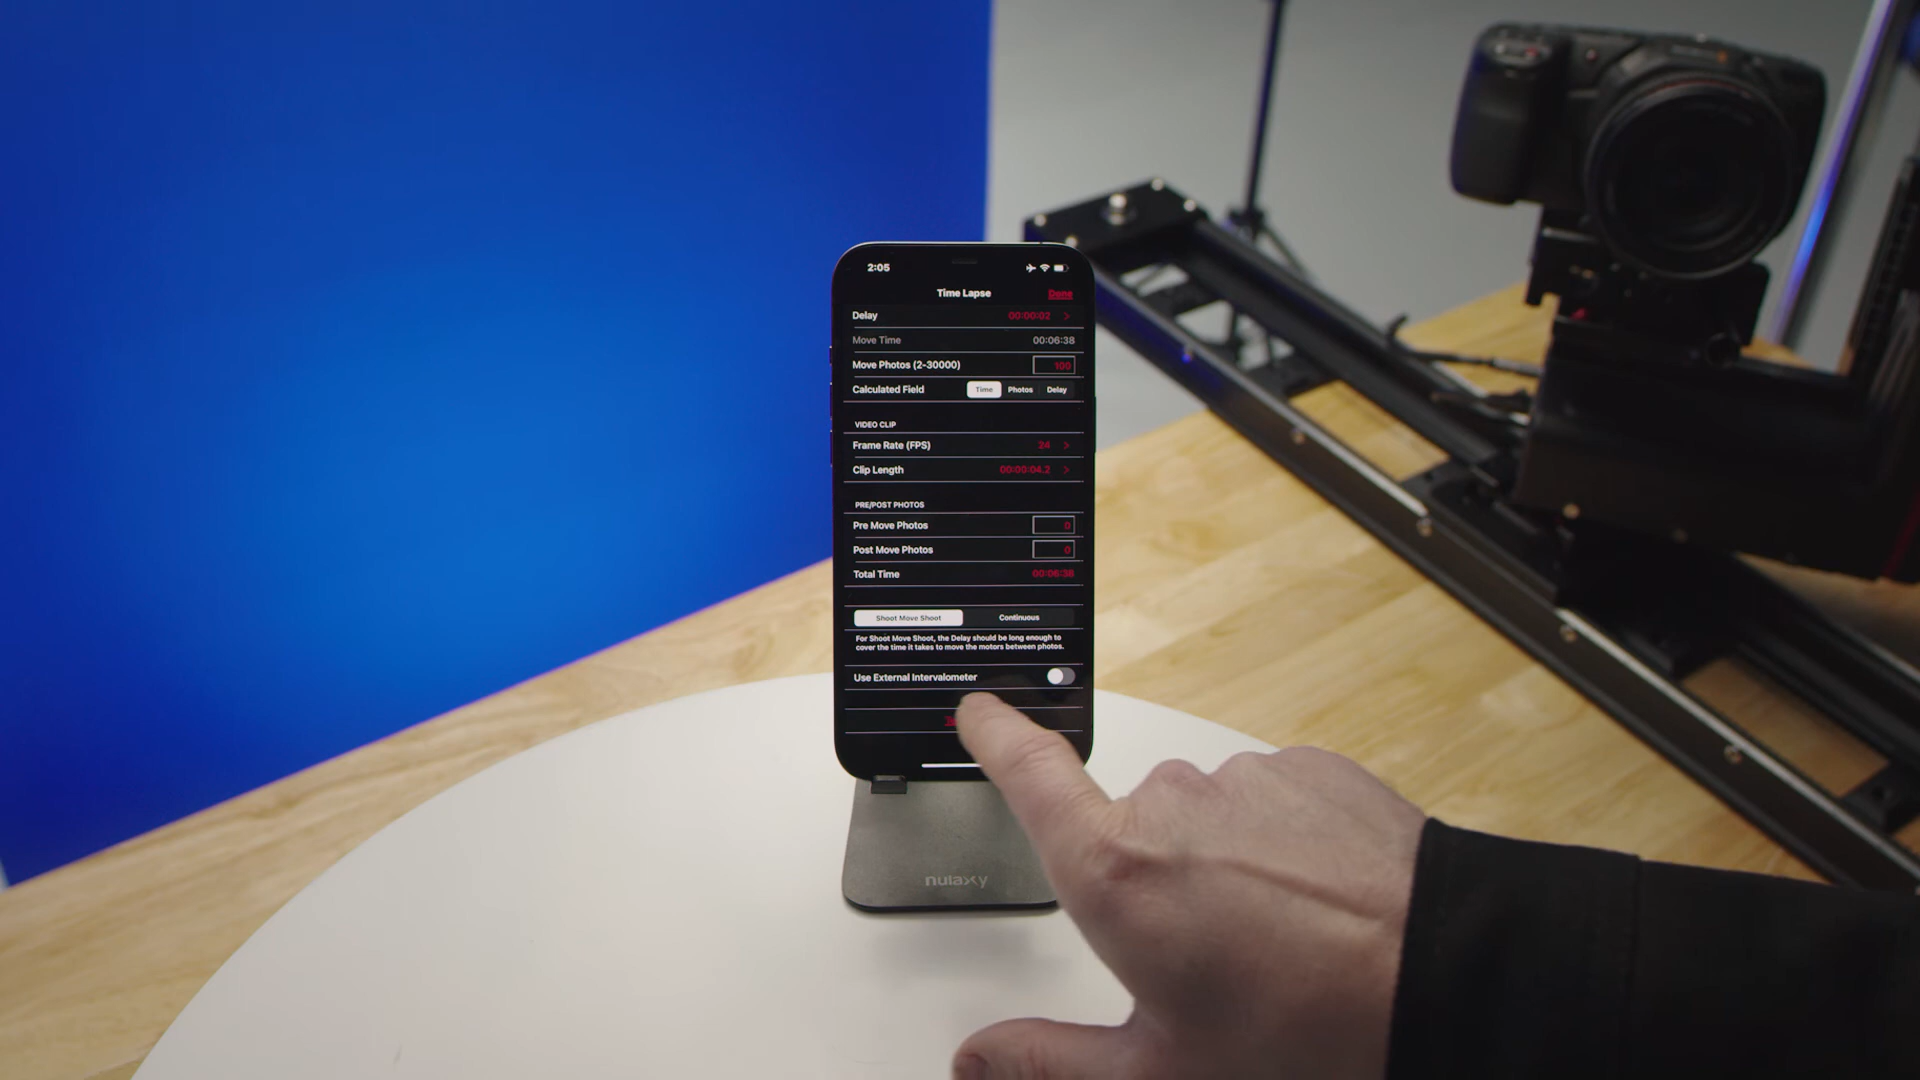 2:05
Time Lapse Done
Delay 00:00:02 >
Move Time 00:06:38
Move Photos (2-30000) 100
Calculated Field Time Photos Delay
VIDEO CLIP
Frame Rate (FPS) 24 >
Clip Length 00:00:04.2 >
PRE/POST PHOTOS
Pre Move Photos 0
Post Move Photos 0
Total Time 00:06:38
Shoot Move Shoot Continuous
For Shoot Move Shoot, the Delay should be long enough to
cover the time it takes to move the motors between photos.
Use External Intervalometer
nulaxy